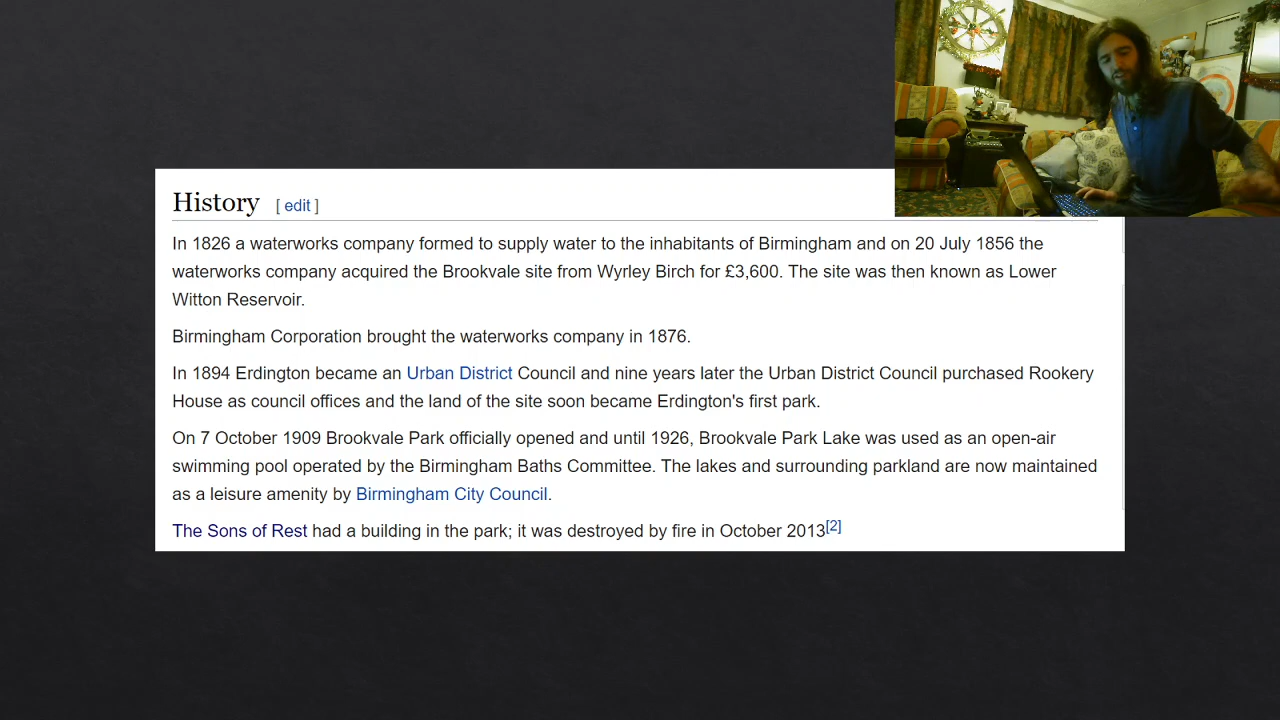 History [ edit ]
In 1826 a waterworks company formed to supply water to the inhabitants of Birmingham and on 20 July 1856 the
waterworks company acquired the Brookvale site from Wyrley Birch for £3,600. The site was then known as Lower
Witton Reservoir.
Birmingham Corporation brought the waterworks company in 1876.
In 1894 Erdington became an Urban District Council and nine years later the Urban District Council purchased Rookery
House as council offices and the land of the site soon became Erdington's first park.
On 7 October 1909 Brookvale Park officially opened and until 1926, Brookvale Park Lake was used as an open-air
swimming pool operated by the Birmingham Baths Committee. The lakes and surrounding parkland are now maintained
as a leisure amenity by Birmingham City Council.
The Sons of Rest had a building in the park; it was destroyed by fire in October 2013[2]